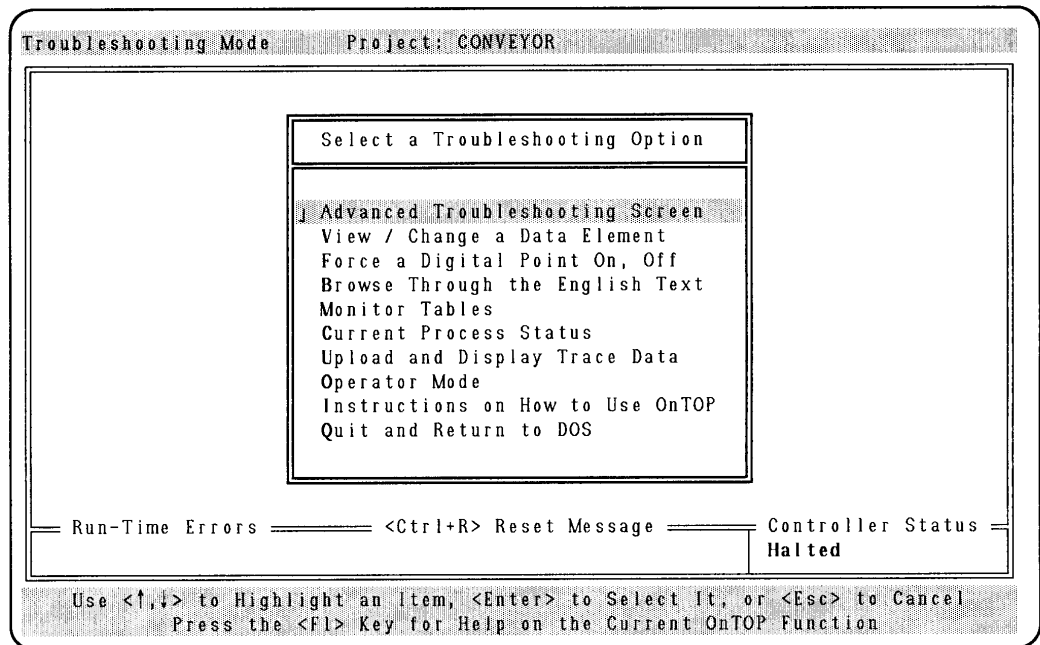 Troubleshooting Mode Project: CONVEYOR
Select a Troubleshooting Option
Advanced Troubleshooting Screen
View / Change a Data Element
Force a Digital Point On, Off
Browse Through the English Text
Monitor Tables
Current Process Status
Upload and Display Trace Data
Operator Mode
Instructions on How to Use OnTOP
Quit and Return to DOS
Run-Time Errors <Ctrl+R> Reset Message Controller Status
Halted
Use <↑,↓> to Highlight an Item, <Enter> to Select It, or <Esc> to Cancel
Press the <F1> Key for Help on the Current OnTOP Function